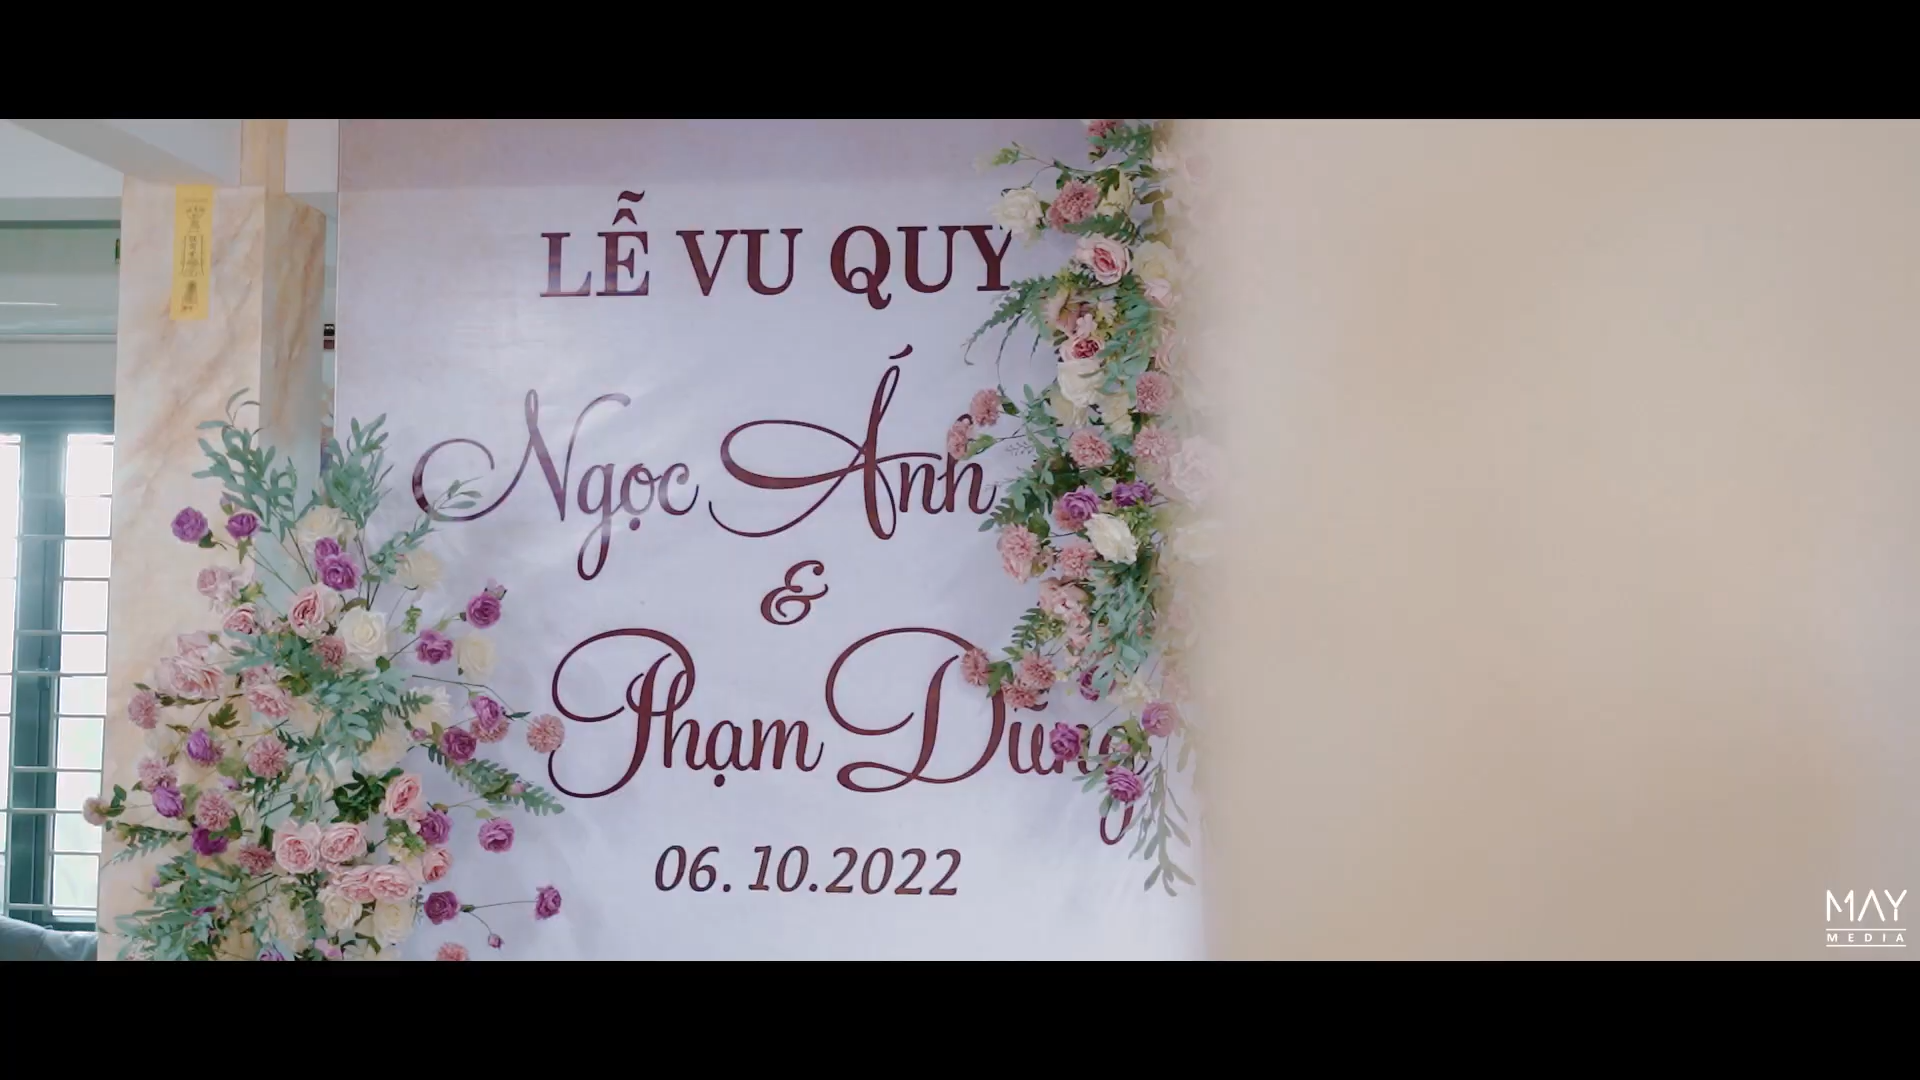 LỄ VU QUY
Ngọc Ánh
&
Phạm Dũng
06.10.2022
MAY
MEDIA